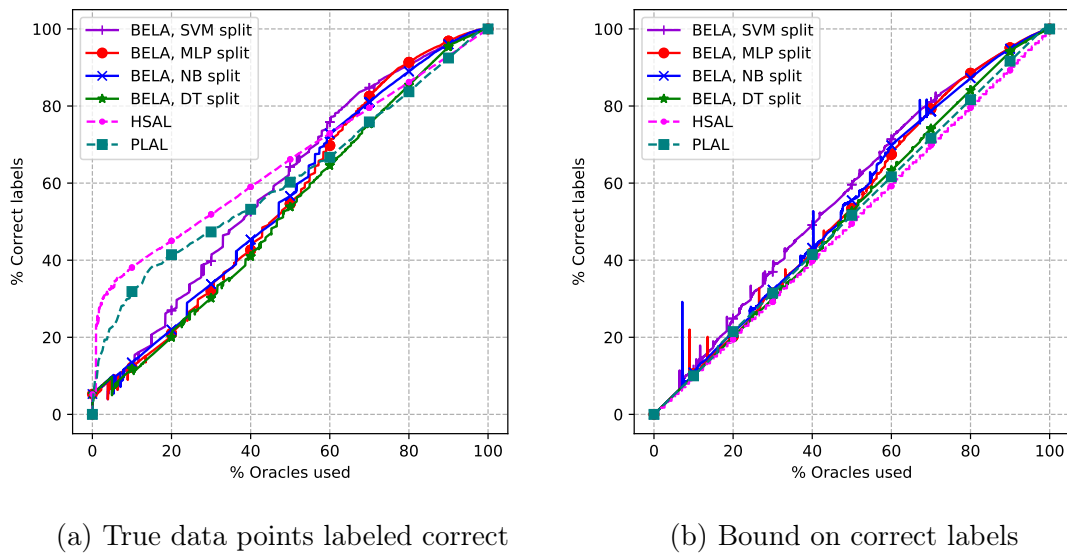 BELA, SVM split
BELA, MLP split
BELA, NB split
BELA, DT split
HSAL
PLAL
100
80
60
40
20
0
% Correct labels
0 20 40 60 80 100
% Oracles used
(a) True data points labeled correct
BELA, SVM split
BELA, MLP split
BELA, NB split
BELA, DT split
HSAL
PLAL
100
80
60
40
20
0
% Correct labels
0 20 40 60 80 100
% Oracles used
(b) Bound on correct labels